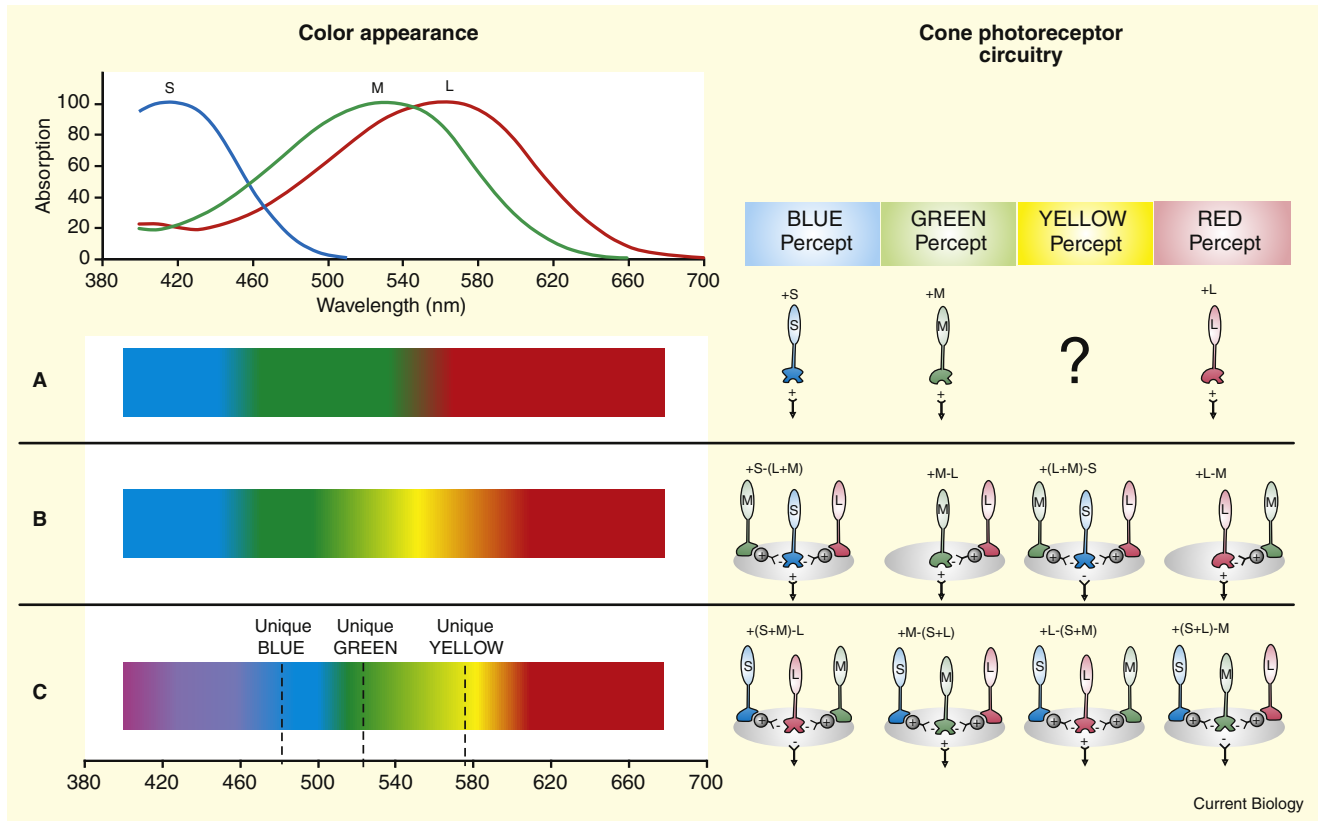 Color appearance
Cone photoreceptor
circuitry
S
M
L
100
80
60
40
20
0
Absorption
380 420 460 500 540 580 620 660 700
Wavelength (nm)
BLUE
Percept
GREEN
Percept
YELLOW
Percept
RED
Percept
+S
+M
+L
S
M
?
L
+
+
+
A
+S-(L+M)
+M-L
+(L+M)-S
+L-M
M S L
M L
M S L
L M
+ - - +
- +
+ - - +
- +
+
+
-
+
B
Unique
BLUE
Unique
GREEN
Unique
YELLOW
+(S+M)-L
+M-(S+L)
+L-(S+M)
+(S+L)-M
S L M
S M L
S L M
S M L
+ - - +
+ - - +
+ - - +
+ - - +
-
+
+
-
C
380 420 460 500 540 580 620 660 700
Current Biology